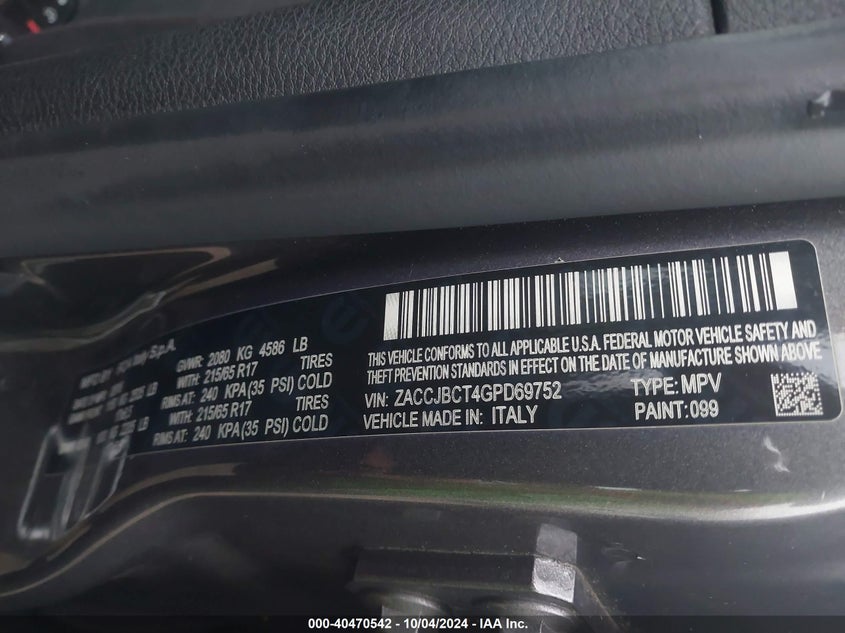 S.p.A.
GVWR: 2080 KG 4586 LB
WITH: 215/65 R17 TIRES
RIMS AT: 240 KPA(35 PSI) COLD
WITH: 215/65 R17 TIRES
RIMS AT: 240 KPA(35 PSI) COLD
THIS VEHICLE CONFORMS TO ALL APPLICABLE U.S.A. FEDERAL MOTOR VEHICLE SAFETY AND
THEFT PREVENTION STANDARDS IN EFFECT ON THE DATE OF MANUFACTURE SHOWN ABOVE
VIN: ZACCJBCT4GPD69752 TYPE: MPV
VEHICLE MADE IN: ITALY PAINT: 099
000-40470542 - 10/04/2024 - IAA Inc.